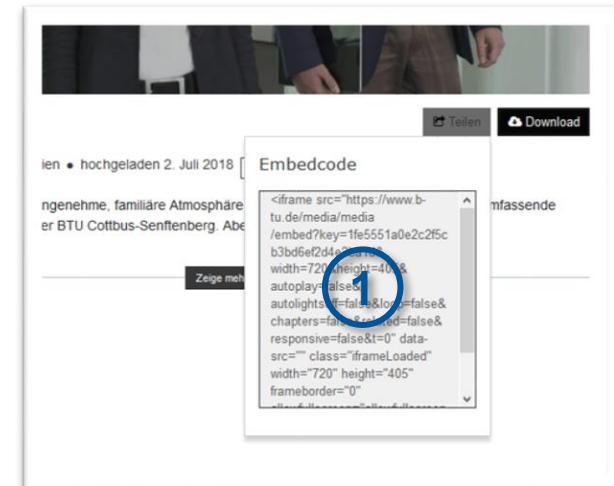 Teilen
Download
ien ● hochgeladen 2. Juli 2018
Embedcode
ngenehme, familiäre Atmosphäre
mfassende
er BTU Cottbus-Senftenberg. Abe
Zeige meh
<iframe src="https://www.b-
tu.de/media/media
/embed?key=1fe5551a0e2c2f5c
width=720
autoplay=false&
chapters=false
responsive=false&t=0" data-
src="" class="iframeLoaded"
width="720" height="405"
frameborder="0"
1